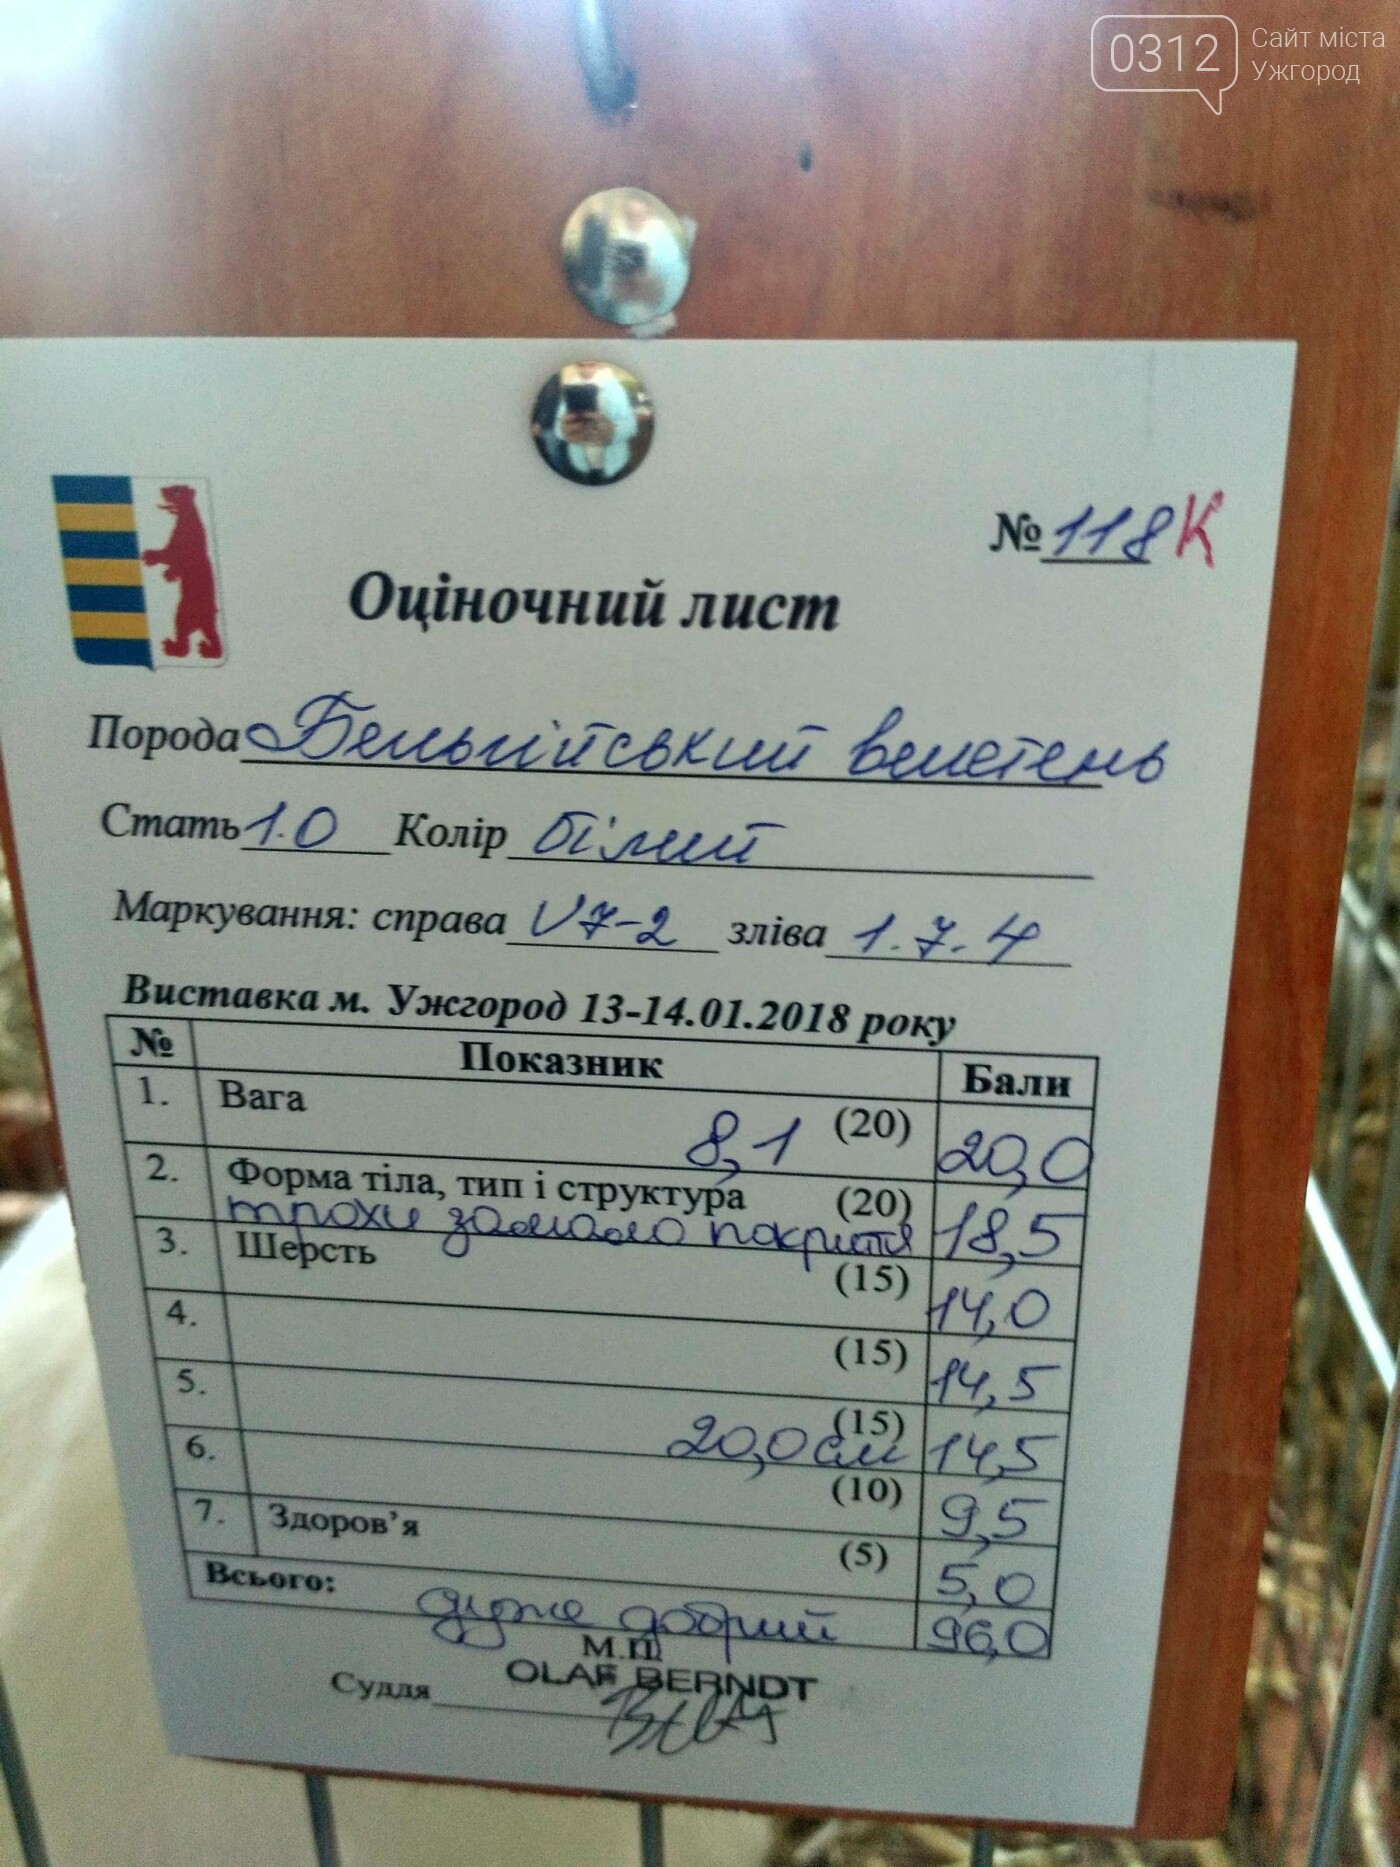 0312 Сайт міста
Ужгород
№ 118К
Оціночний лист
Порода Бельгійський велетень
Стать 1.0 Колір білий
Маркування: справа V7-2 зліва 1.7.4
Виставка м. Ужгород 13-14.01.2018 року
№ Показник Бали
1. Вага 8,1 (20) 20,0
2. Форма тіла, тип і структура (20) 18,5
трохи замало покриття
3. Шерсть (15) 14,0
4. (15) 14,5
5. (15) 20,0 см 14,5
6. (10) 9,5
7. Здоров'я (5) 5,0
Всього: дуже добрий 96,0
М.П.
OLAF BERNDT
Суддя